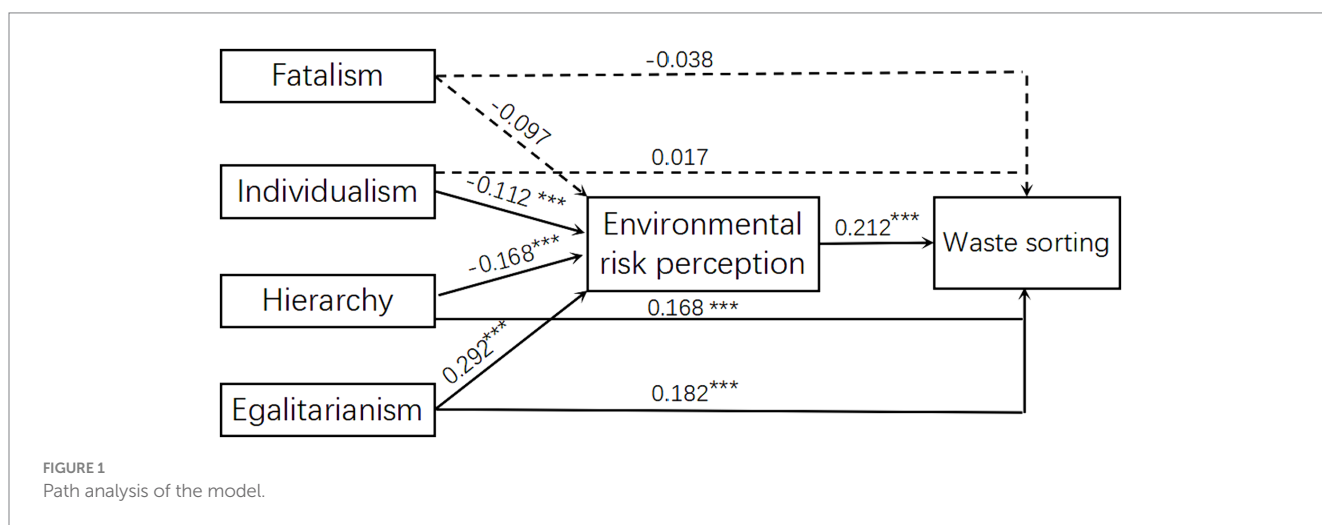 Fatalism
-0.038
-0.097
Individualism
0.017
-0.112 ***
Environmental
risk perception
0.212***
Waste sorting
Hierarchy
-0.168***
0.168 ***
0.292***
Egalitarianism
0.182***
FIGURE 1
Path analysis of the model.